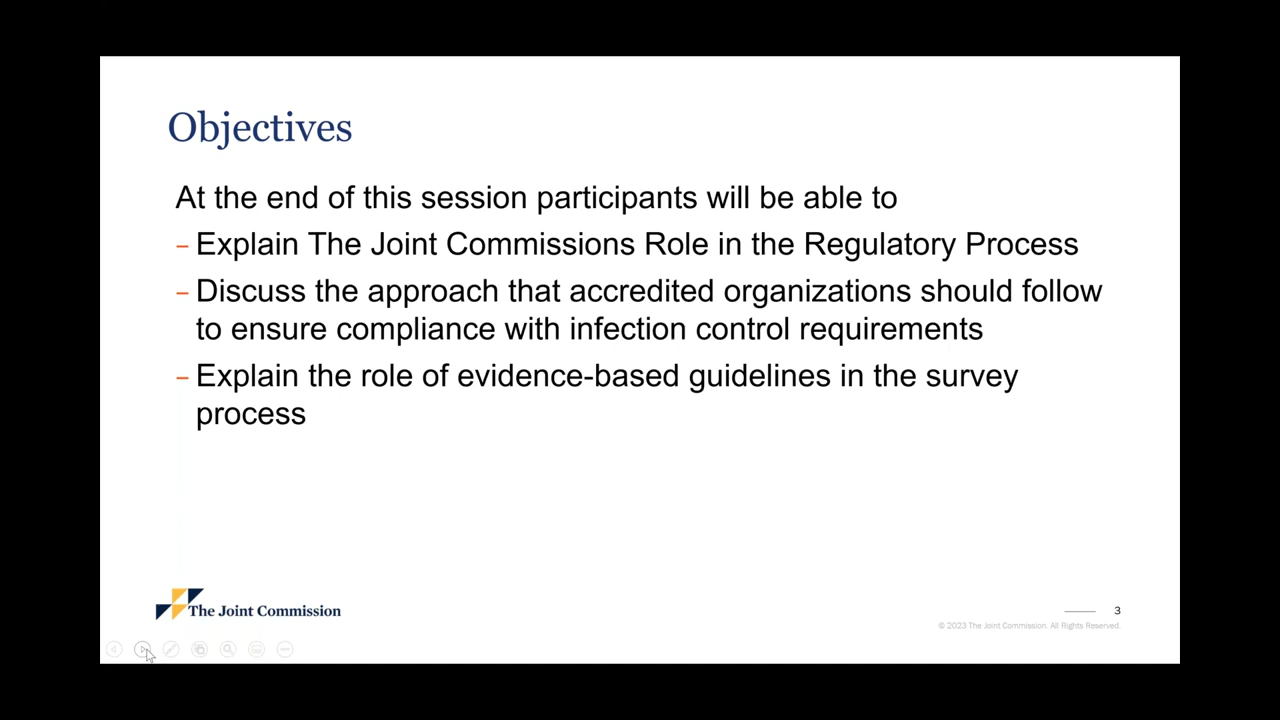 Objectives
At the end of this session participants will be able to
– Explain The Joint Commissions Role in the Regulatory Process
– Discuss the approach that accredited organizations should follow
to ensure compliance with infection control requirements
– Explain the role of evidence-based guidelines in the survey
process
The Joint Commission
3
© 2023 The Joint Commission. All Rights Reserved.